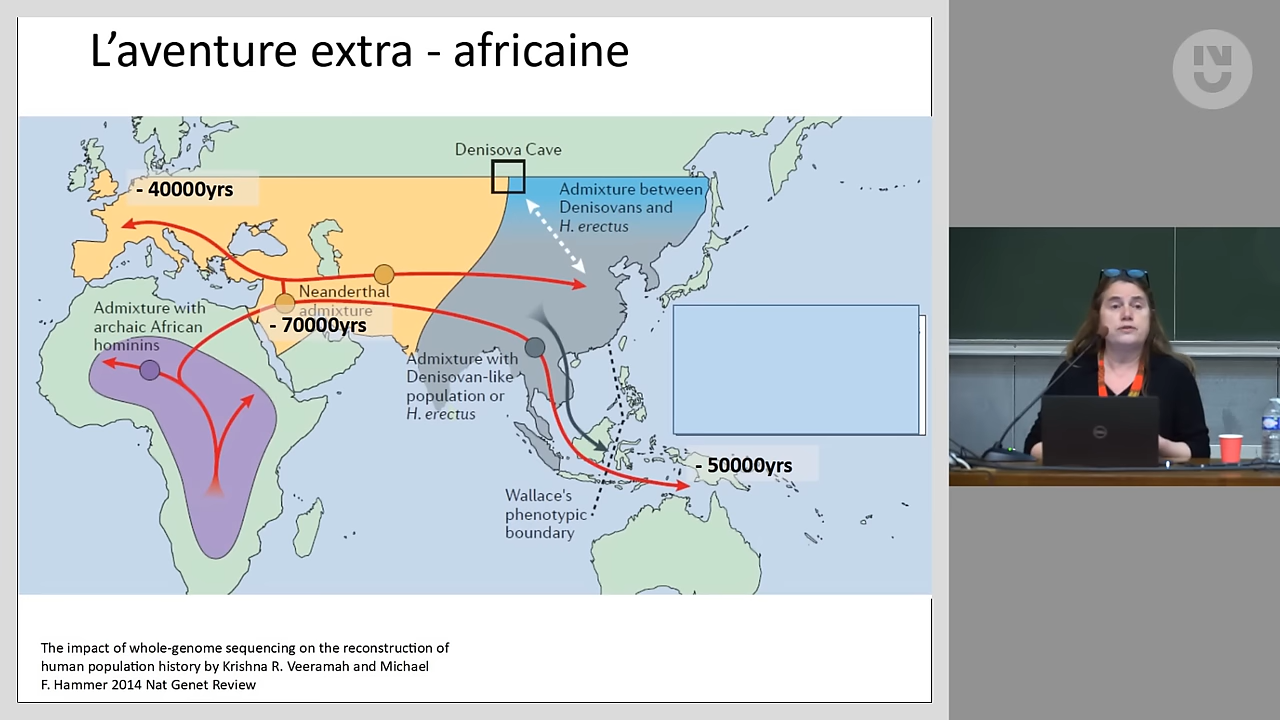 L'aventure extra - africaine
Denisova Cave
- 40000yrs
Admixture between
Denisovans and
H. erectus
Neanderthal
admixture
- 70000yrs
Admixture with
archaic African
hominins
Admixture with
Denisovan-like
population or
H. erectus
- 50000yrs
Wallace's
phenotypic
boundary
The impact of whole-genome sequencing on the reconstruction of
human population history by Krishna R. Veeramah and Michael
F. Hammer 2014 Nat Genet Review
DELL